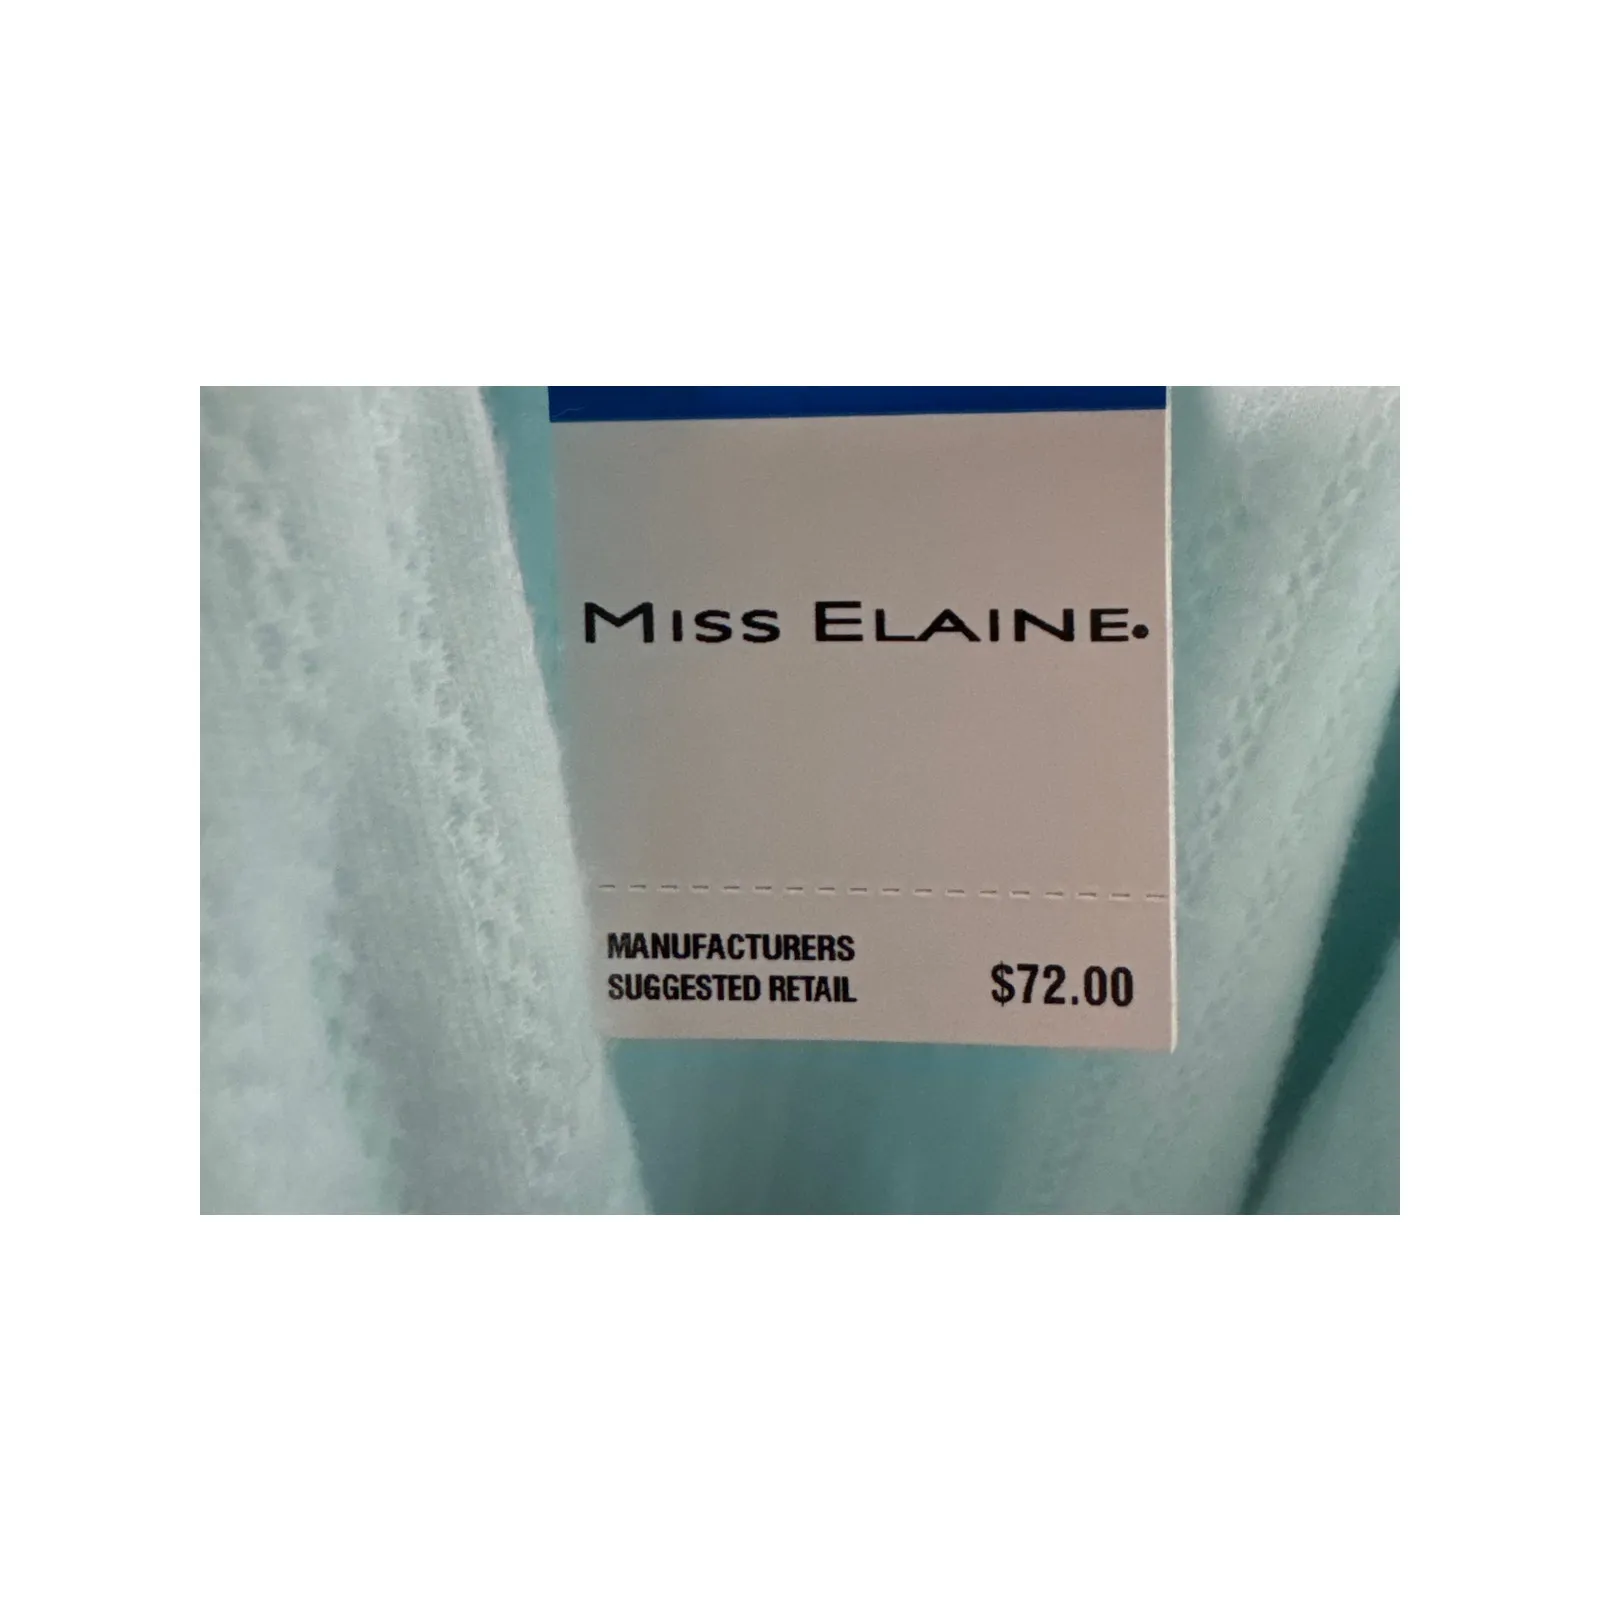 MISS ELAINE.
MANUFACTURERS
SUGGESTED RETAIL
$72.00